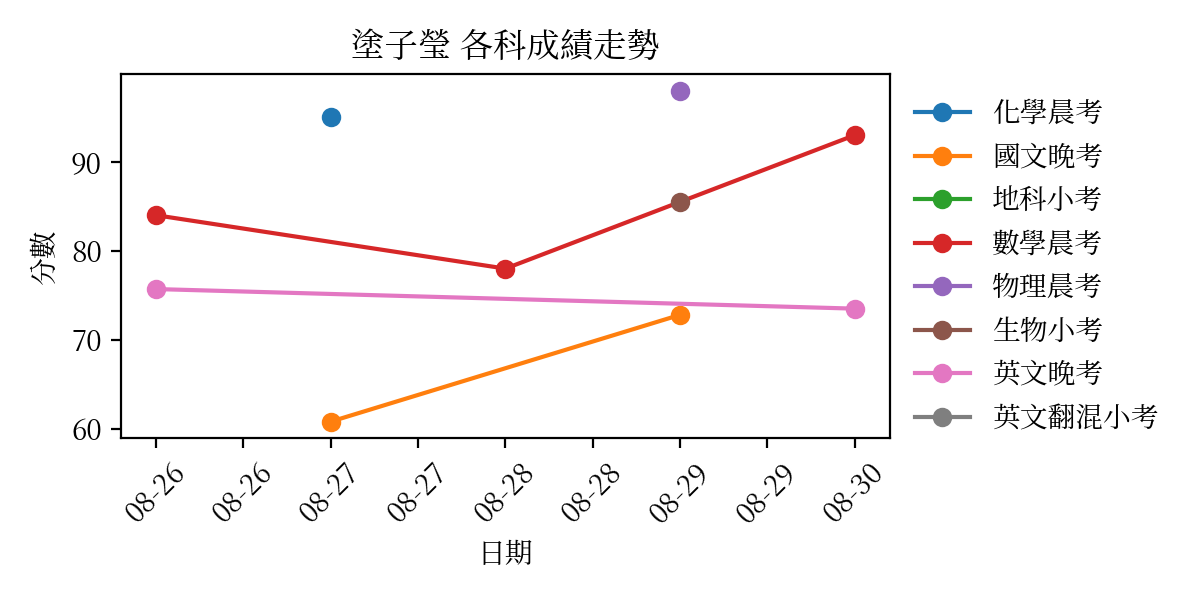 塗子瑩 各科成績走勢
分數
90
80
70
60
08-26
08-26
08-27
08-27
08-28
08-28
08-29
08-29
08-30
日期
化學晨考
國文晚考
地科小考
數學晨考
物理晨考
生物小考
英文晚考
英文翻混小考